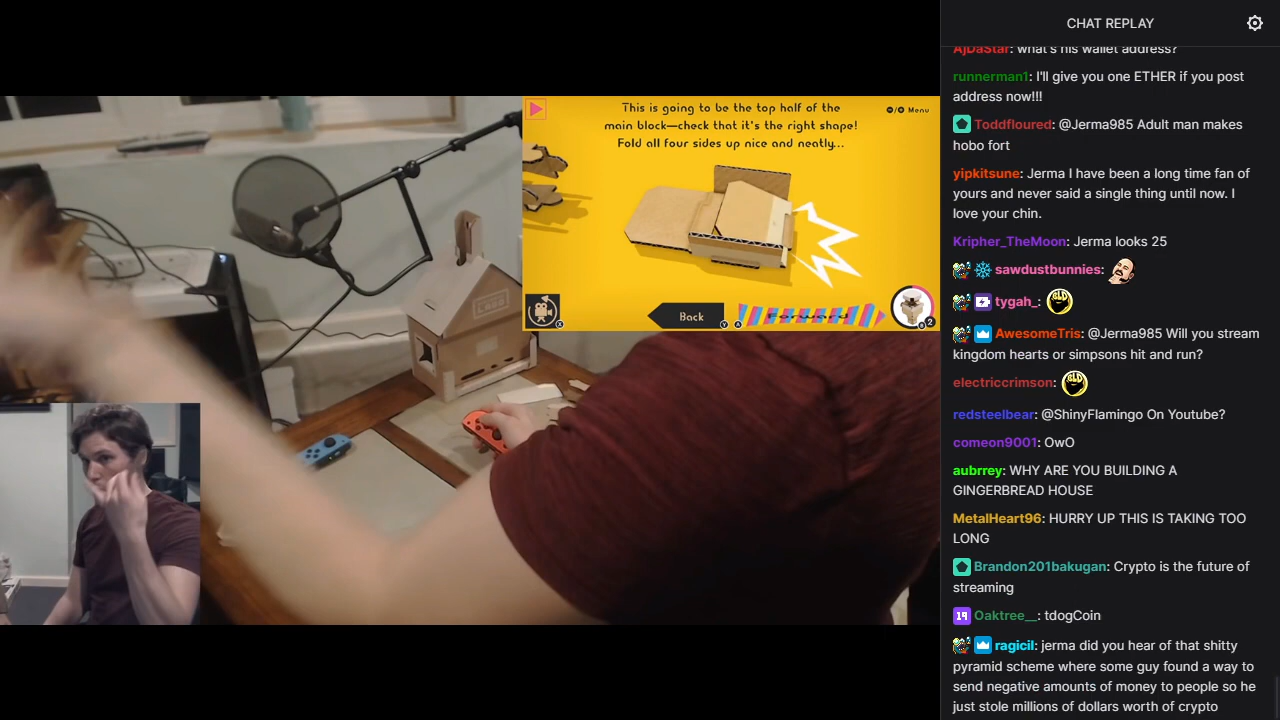 This is going to be the top half of the
main block—check that it's the right shape!
Fold all four sides up nice and neatly...
Menu
Back
CHAT REPLAY
AjDaStar: what's his wallet address?
runnerman1: I'll give you one ETHER if you post
address now!!!
Toddfloured: @Jerma985 Adult man makes
hobo fort
yipkitsune: Jerma I have been a long time fan of
yours and never said a single thing until now. I
love your chin.
Kripher_TheMoon: Jerma looks 25
sawdustbunnies:
tygah_:
AwesomeTris: @Jerma985 Will you stream
kingdom hearts or simpsons hit and run?
electriccrimson:
redsteelbear: @ShinyFlamingo On Youtube?
comeon9001: OwO
aubrrey: WHY ARE YOU BUILDING A
GINGERBREAD HOUSE
MetalHeart96: HURRY UP THIS IS TAKING TOO
LONG
Brandon201bakugan: Crypto is the future of
streaming
Oaktree__: tdogCoin
ragicil: jerma did you hear of that shitty
pyramid scheme where some guy found a way to
send negative amounts of money to people so he
just stole millions of dollars worth of crypto